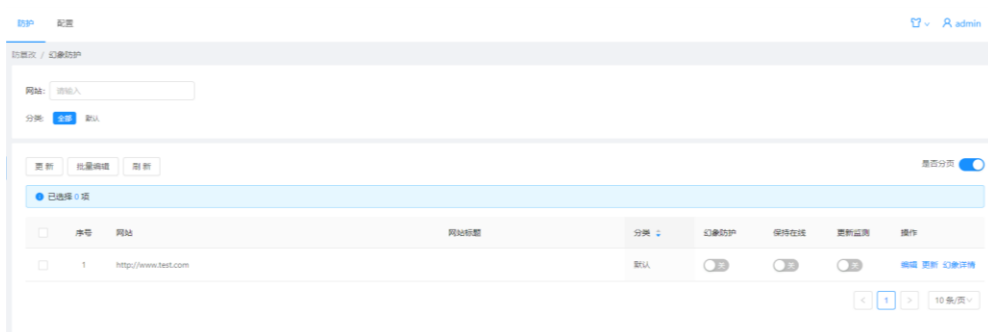 防护 配置 admin
防篡改 / 幻象防护
网站: 请输入
分类: 全部 默认
更 新 批量编辑 刷 新 是否分页
已选择 0 项
序号 网站 网站标题 分类 幻象防护 保持在线 更新监测 操作
1 http://www.test.com 默认 关 关 关 编辑 更新 幻象详情
< 1 > 10 条/页